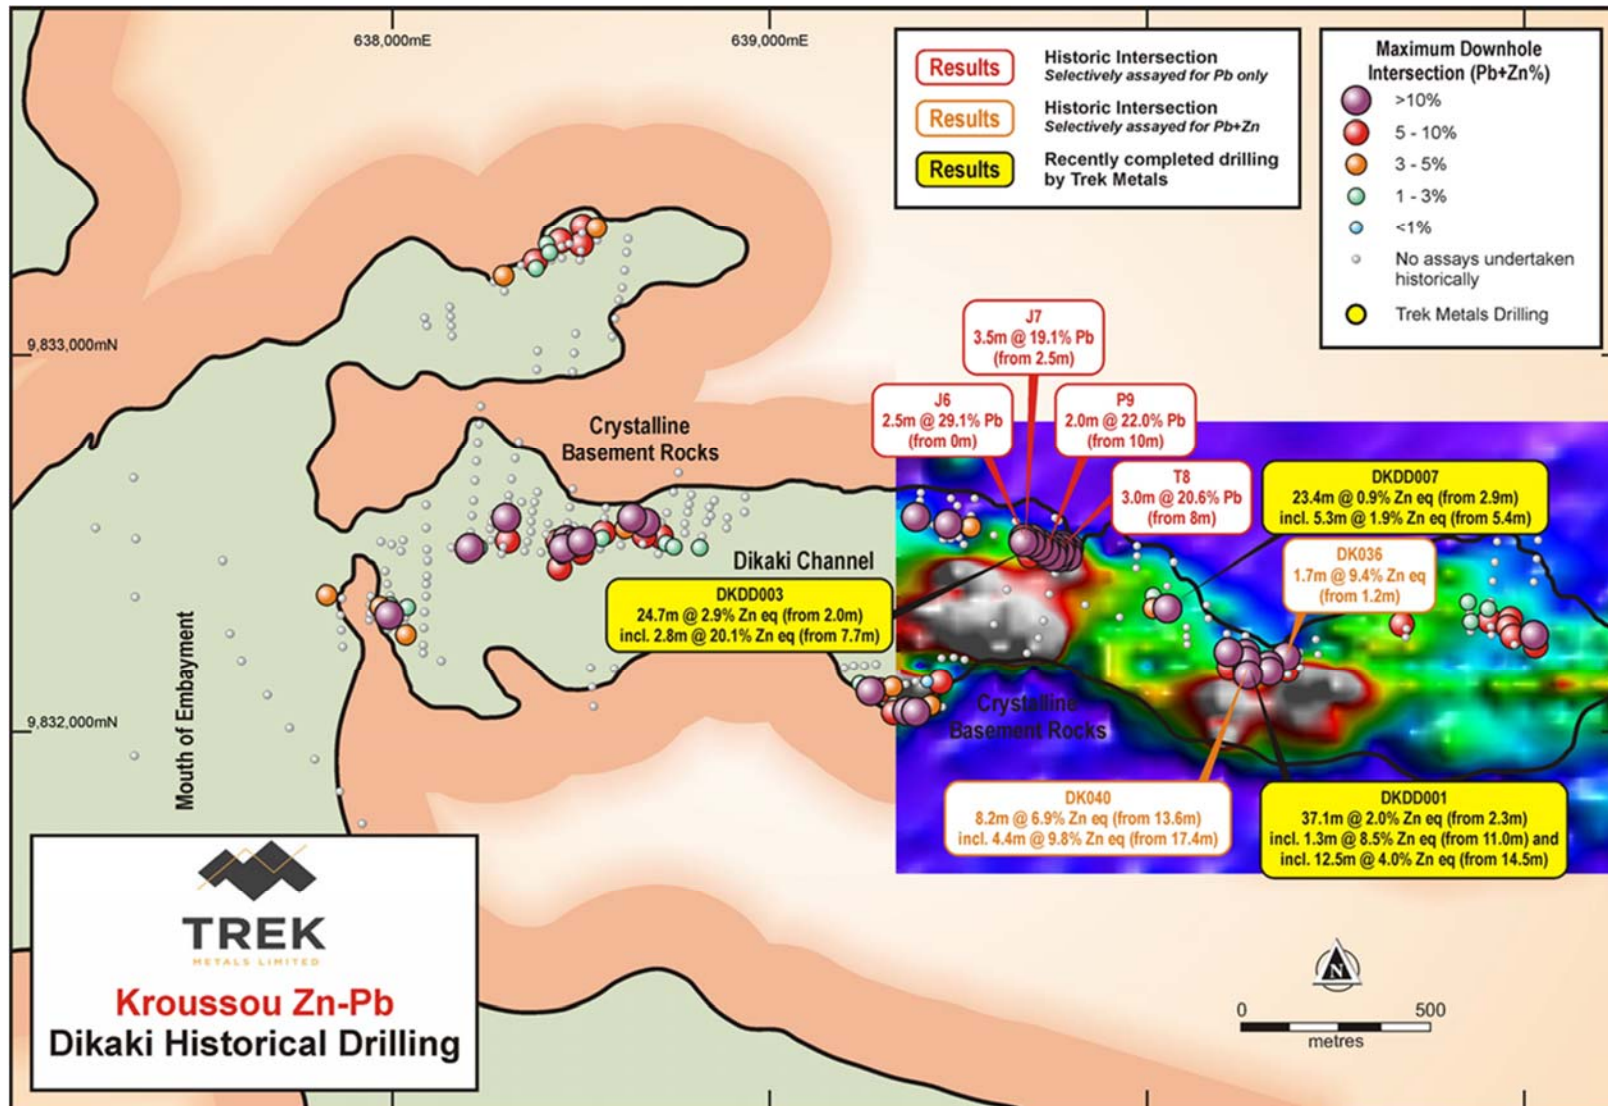 638,000mE
639,000mE
9,833,000mN
9,832,000mN
Results
Historic Intersection
Selectively assayed for Pb only
Results
Historic Intersection
Selectively assayed for Pb+Zn
Results
Recently completed drilling
by Trek Metals
Maximum Downhole
Intersection (Pb+Zn%)
>10%
5 - 10%
3 - 5%
1 - 3%
<1%
No assays undertaken
historically
Trek Metals Drilling
J7
3.5m @ 19.1% Pb
(from 2.5m)
J6
2.5m @ 29.1% Pb
(from 0m)
P9
2.0m @ 22.0% Pb
(from 10m)
T8
3.0m @ 20.6% Pb
(from 8m)
DKDD007
23.4m @ 0.9% Zn eq (from 2.9m)
incl. 5.3m @ 1.9% Zn eq (from 5.4m)
DK036
1.7m @ 9.4% Zn eq
(from 1.2m)
Crystalline
Basement Rocks
Dikaki Channel
DKDD003
24.7m @ 2.9% Zn eq (from 2.0m)
incl. 2.8m @ 20.1% Zn eq (from 7.7m)
Mouth of Embayment
Crystalline
Basement Rocks
DK040
8.2m @ 6.9% Zn eq (from 13.6m)
incl. 4.4m @ 9.8% Zn eq (from 17.4m)
DKDD001
37.1m @ 2.0% Zn eq (from 2.3m)
incl. 1.3m @ 8.5% Zn eq (from 11.0m) and
incl. 12.5m @ 4.0% Zn eq (from 14.5m)
TREK
METALS LIMITED
Kroussou Zn-Pb
Dikaki Historical Drilling
N
0 500
metres